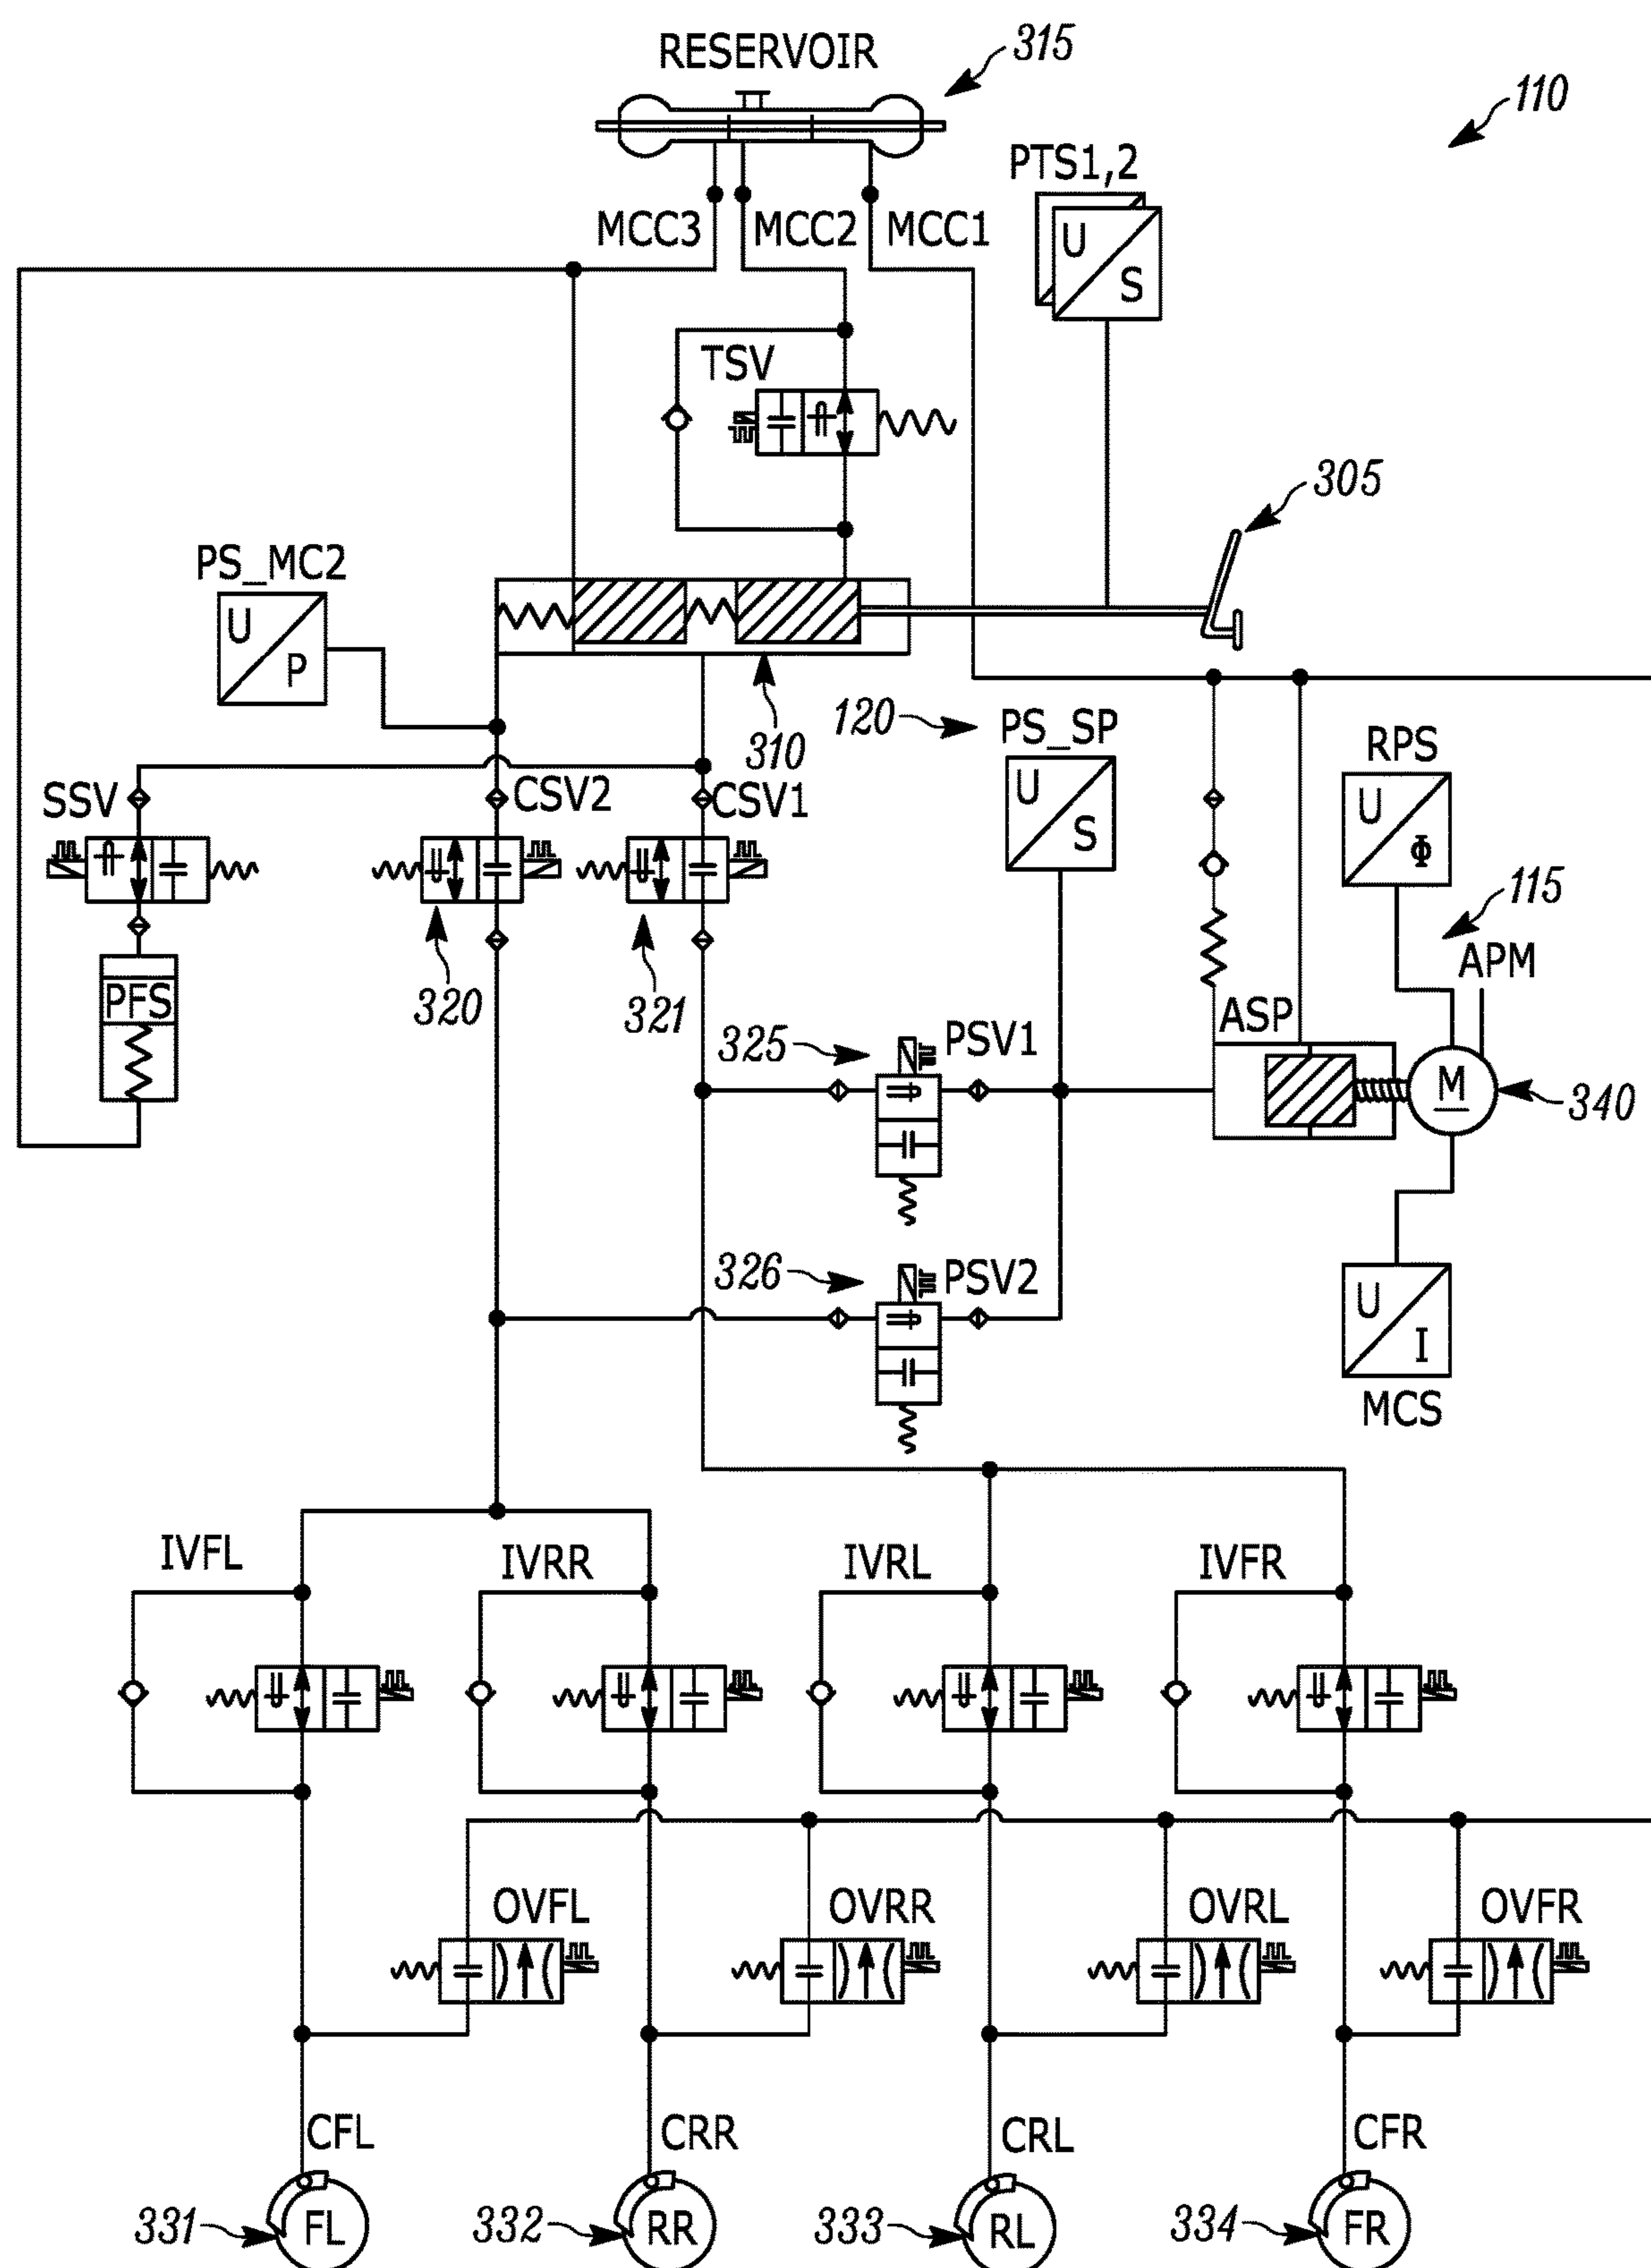 RESERVOIR
315
110
PTS1,2
U
S
MCC3
MCC2
MCC1
TSV
305
PS_MC2
U
P
310
120
PS_SP
U
S
RPS
U
Φ
SSV
CSV2
CSV1
115
APM
PFS
320
321
ASP
325
PSV1
M
340
326
PSV2
U
I
MCS
IVFL
IVRR
IVRL
IVFR
OVFL
OVRR
OVRL
OVFR
CFL
CRR
CRL
CFR
331
FL
332
RR
333
RL
334
FR